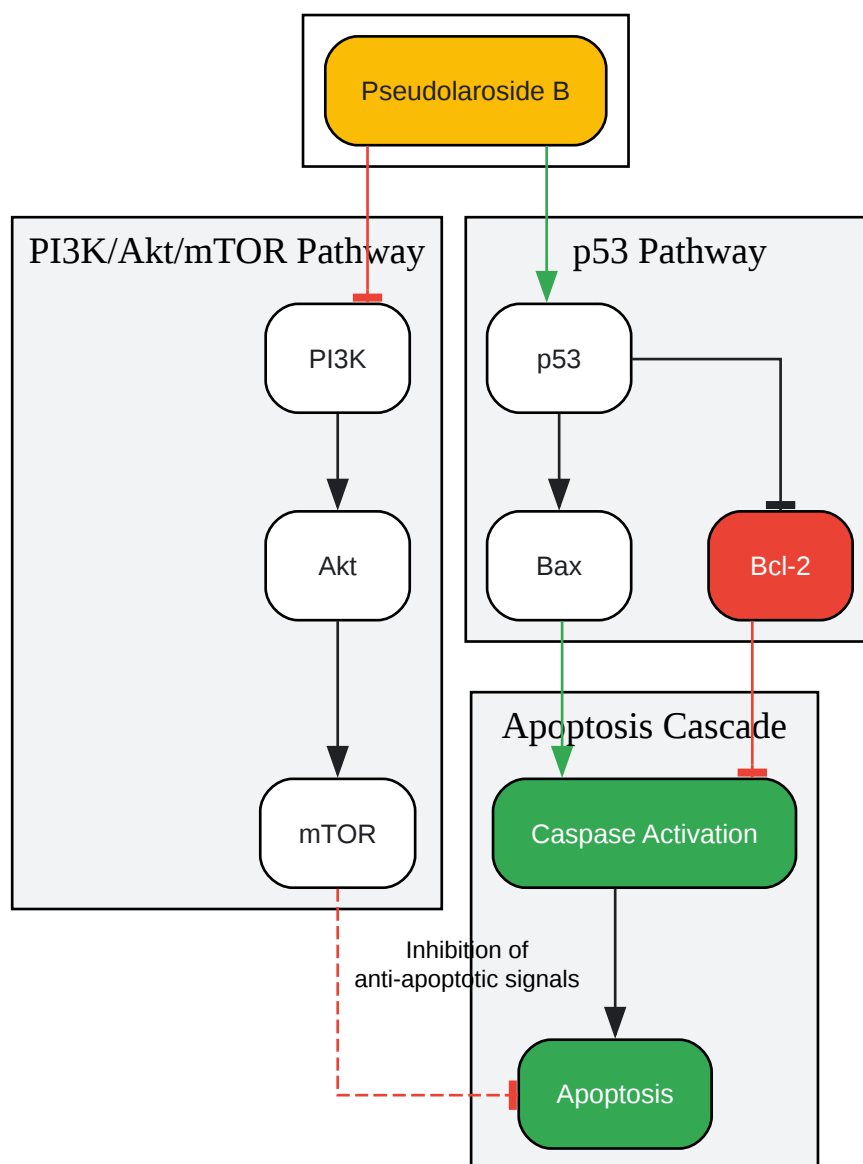 Pseudolaroside B
PI3K/Akt/mTOR Pathway
p53 Pathway
PI3K
p53
Akt
Bax
Bcl-2
Apoptosis Cascade
mTOR
Caspase Activation
Inhibition of
anti-apoptotic signals
Apoptosis